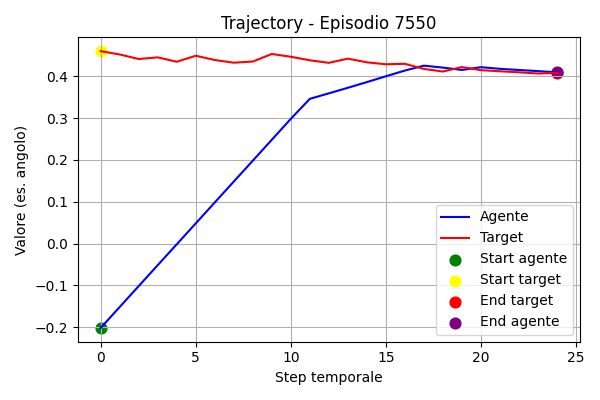 Trajectory - Episodio 7550
Valore (es. angolo)
0.4
0.3
0.2
0.1
0.0
−0.1
−0.2
0
5
10
15
20
25
Step temporale
Agente
Target
Start agente
Start target
End target
End agente